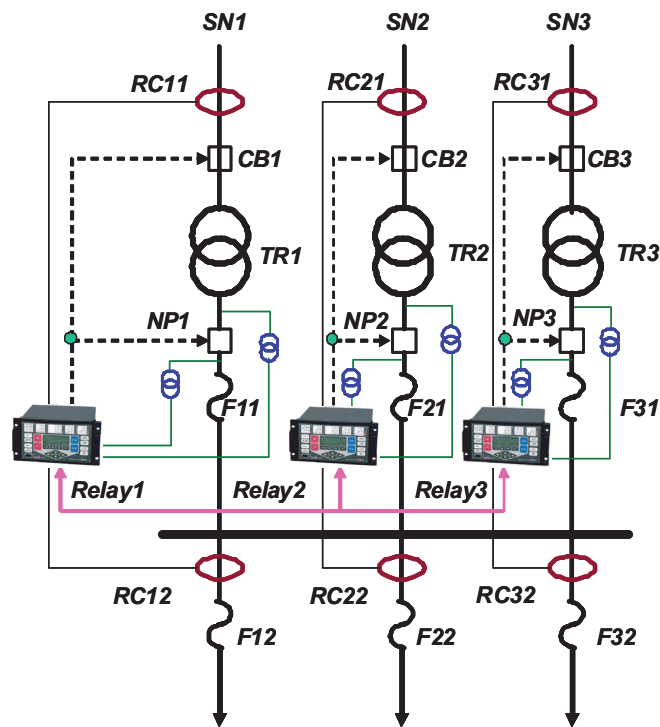 SN1 SN2 SN3
RC11 RC21 RC31
CB1 CB2 CB3
TR1 TR2 TR3
NP1 NP2 NP3
F11 F21 F31
Relay1 Relay2 Relay3
RC12 RC22 RC32
F12 F22 F32